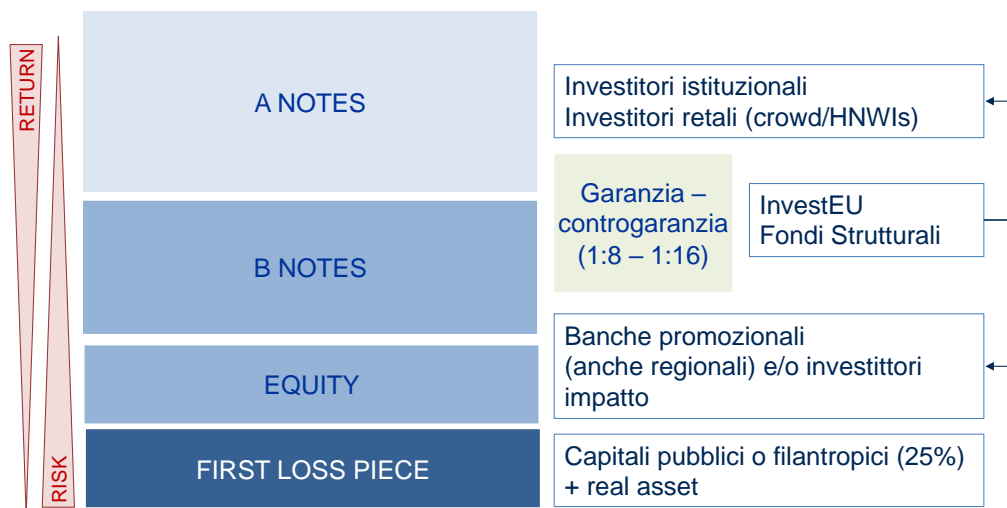 RETURN
RISK
A NOTES
B NOTES
EQUITY
FIRST LOSS PIECE
Investitori istituzionali
Investitori retali (crowd/HNWIs)
Garanzia –
controgaranzia
(1:8 – 1:16)
InvestEU
Fondi Strutturali
Banche promozionali
(anche regionali) e/o investittori
impatto
Capitali pubblici o filantropici (25%)
+ real asset